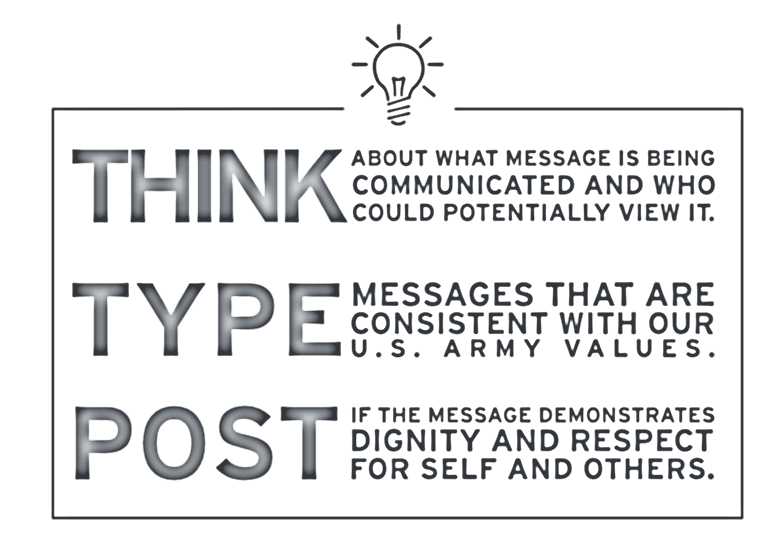 THINK
ABOUT WHAT MESSAGE IS BEING
COMMUNICATED AND WHO
COULD POTENTIALLY VIEW IT.
TYPE
MESSAGES THAT ARE
CONSISTENT WITH OUR
U.S. ARMY VALUES.
POST
IF THE MESSAGE DEMONSTRATES
DIGNITY AND RESPECT
FOR SELF AND OTHERS.